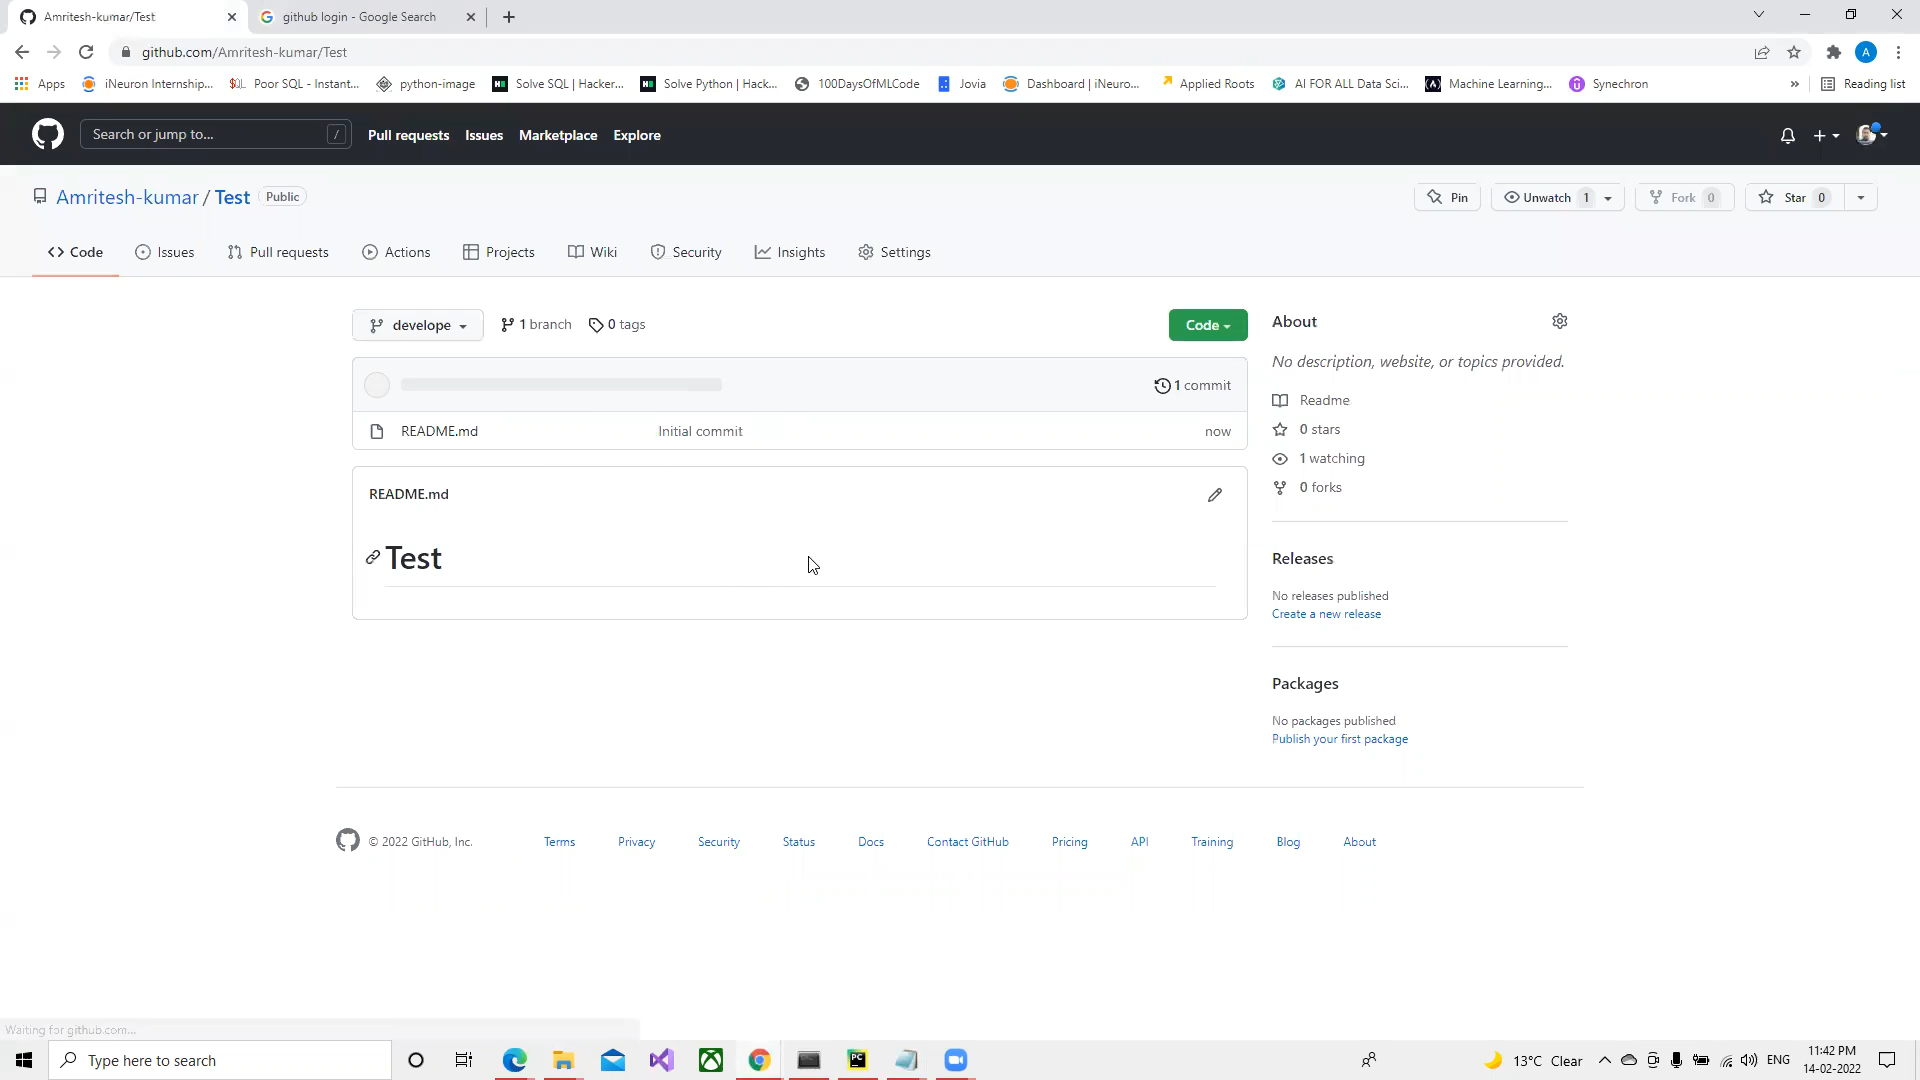 Amritesh-kumar/Test
github login - Google Search
github.com/Amritesh-kumar/Test
A
Apps
iNeuron Internship...
Poor SQL - Instant...
python-image
Solve SQL | Hacker...
Solve Python | Hack...
100DaysOfMLCode
Jovia
Dashboard | iNeuro...
Applied Roots
AI FOR ALL Data Sci...
Machine Learning...
Synechron
»
Reading list
Search or jump to...
/
Pull requests
Issues
Marketplace
Explore
Amritesh-kumar / Test
Public
Pin
Unwatch 1
Fork 0
Star 0
Code
Issues
Pull requests
Actions
Projects
Wiki
Security
Insights
Settings
develope
1 branch
0 tags
Code
About
No description, website, or topics provided.
1 commit
README.md
Initial commit
now
Readme
0 stars
1 watching
0 forks
README.md
Test
Releases
No releases published
Create a new release
Packages
No packages published
Publish your first package
© 2022 GitHub, Inc.
Terms
Privacy
Security
Status
Docs
Contact GitHub
Pricing
API
Training
Blog
About
Waiting for github.com...
Type here to search
PC
13°C Clear
ENG
11:42 PM
14-02-2022